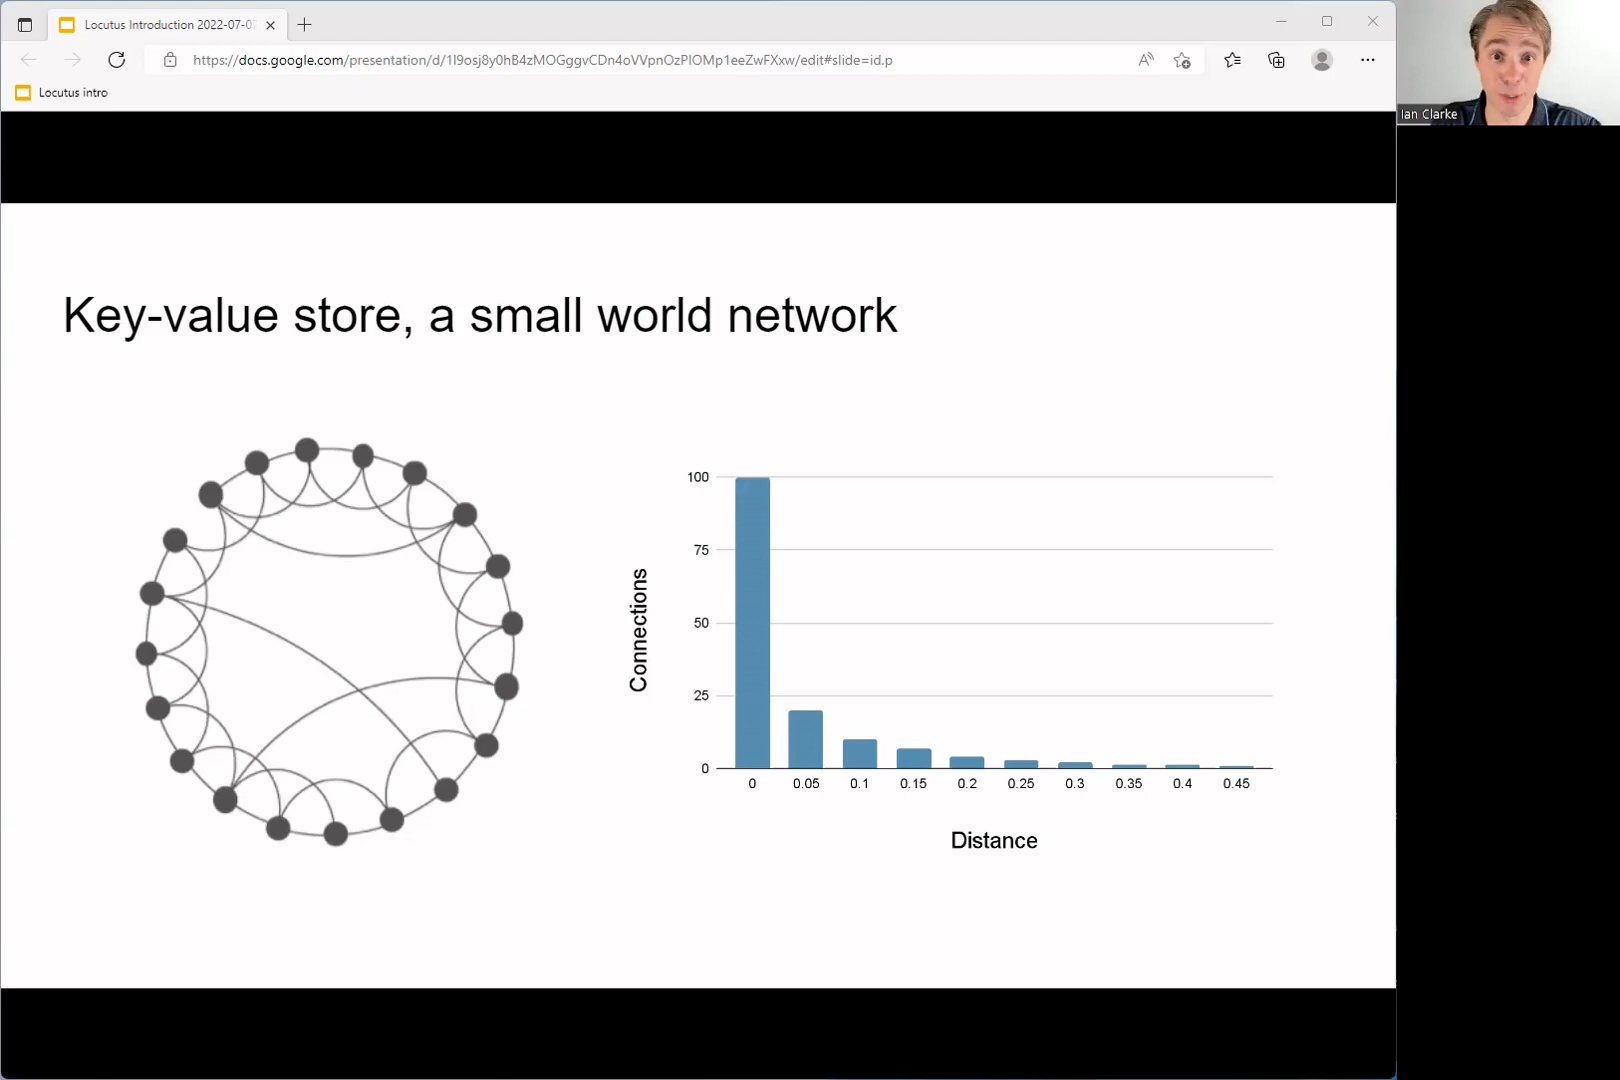 Locutus Introduction 2022-07-0
https://docs.google.com/presentation/d/1I9osj8y0hB4zMOGggvCDn4oVVpnOzPIOMp1eeZwFXxw/edit#slide=id.p
Locutus intro
Ian Clarke
Key-value store, a small world network
100
75
50
25
0
Connections
0 0.05 0.1 0.15 0.2 0.25 0.3 0.35 0.4 0.45
Distance